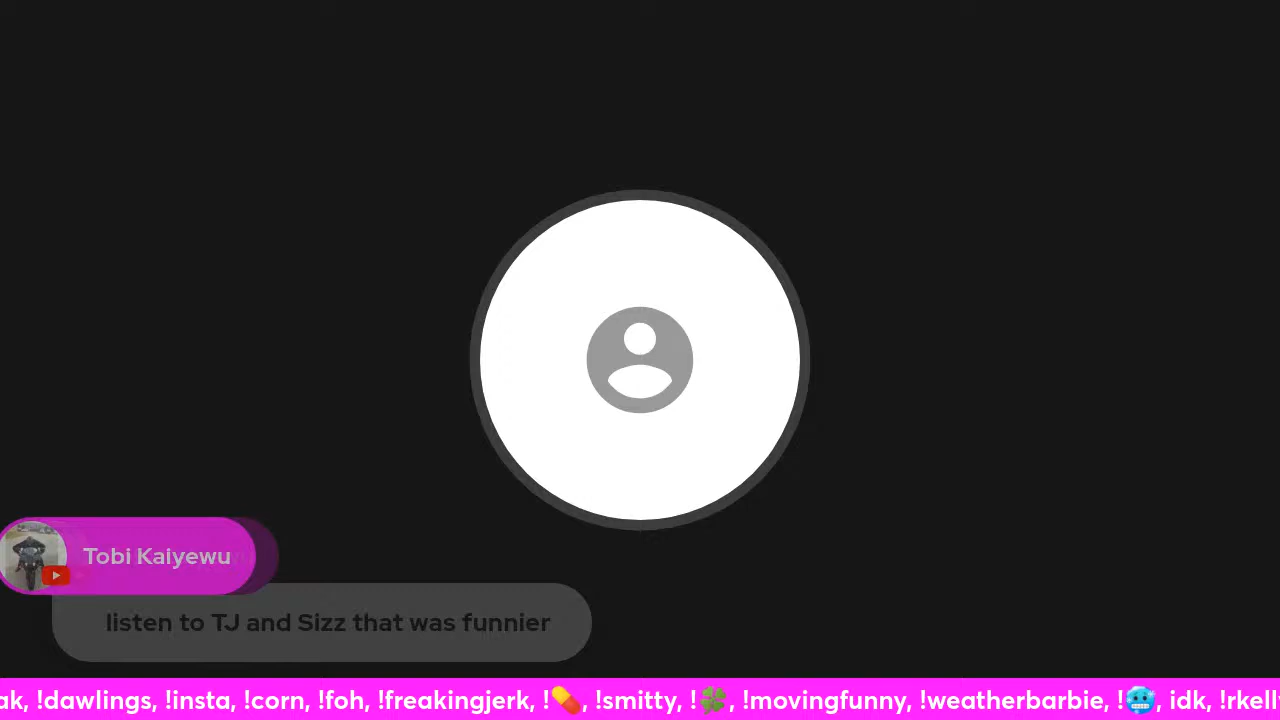 Tobi Kaiyewu
listen to TJ and Sizz that was funnier
ak, !dawlings, !insta, !corn, !foh, !freakingjerk, !💊, !smitty, !🍀, !movingfunny, !weatherbarbie, !🥶, idk, !rkell